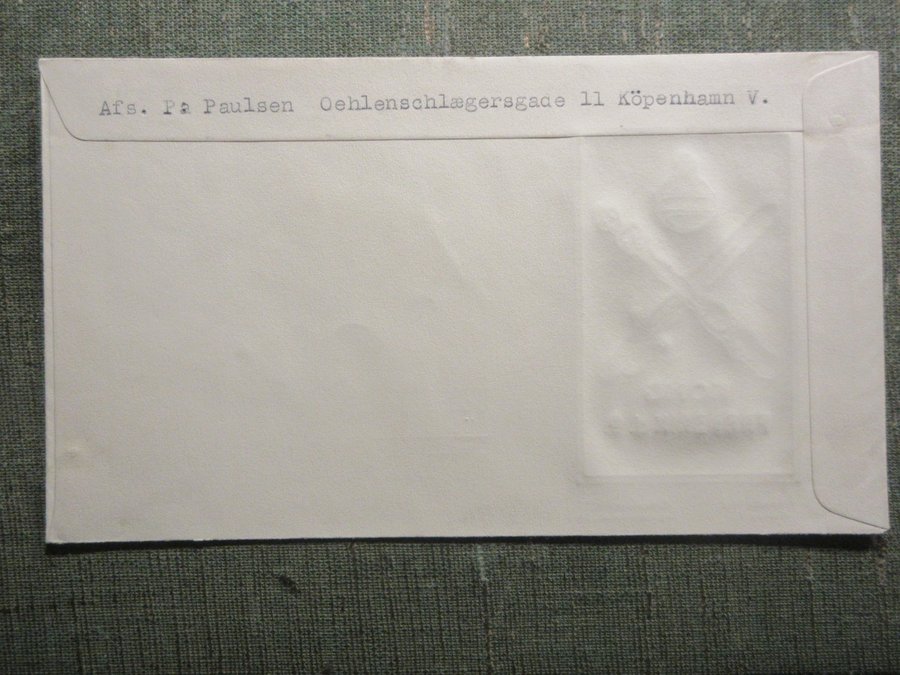 Afs. Pa Paulsen Oehlenschlægersgade 11 Köpenhamn V.